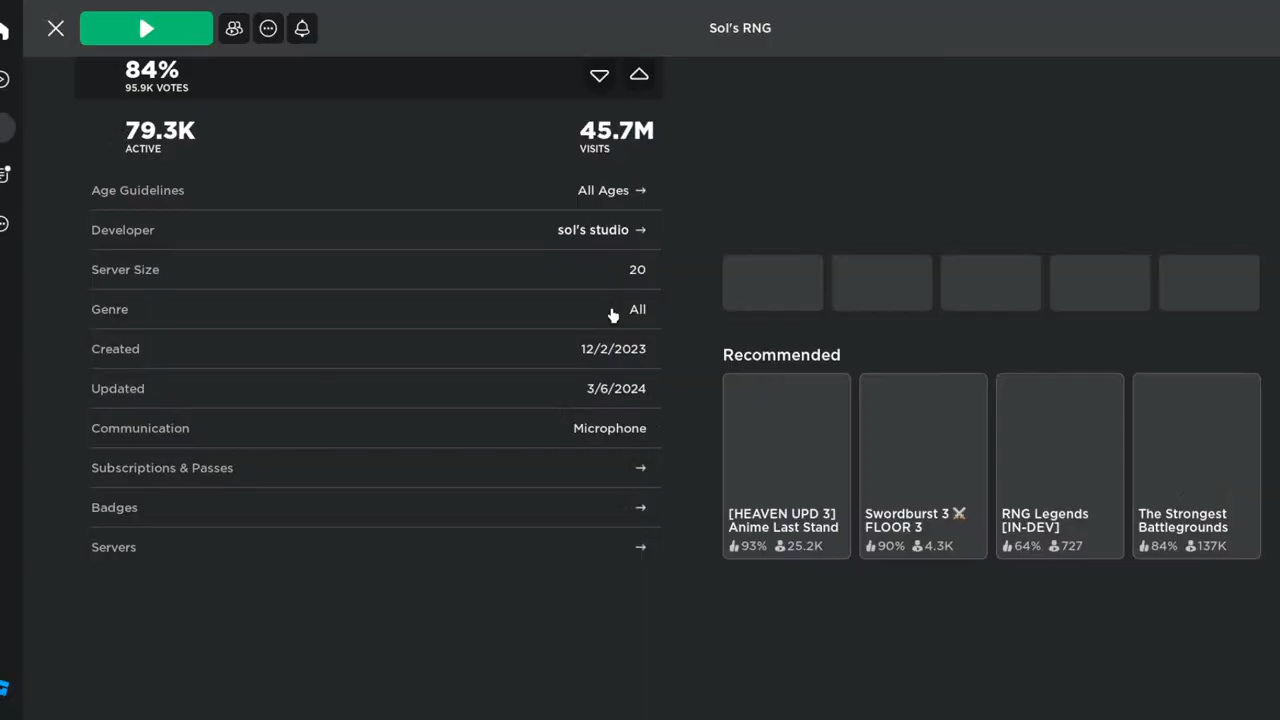 Sol's RNG
84%
95.9K VOTES
79.3K
ACTIVE
45.7M
VISITS
Age Guidelines
All Ages →
Developer
sol's studio →
Server Size
20
Genre
All
Created
12/2/2023
Updated
3/6/2024
Communication
Microphone
Subscriptions & Passes
→
Badges
→
Servers
→
Recommended
[HEAVEN UPD 3]
Anime Last Stand
93% 25.2K
Swordburst 3 ⚔️
FLOOR 3
90% 4.3K
RNG Legends
[IN-DEV]
64% 727
The Strongest
Battlegrounds
84% 137K